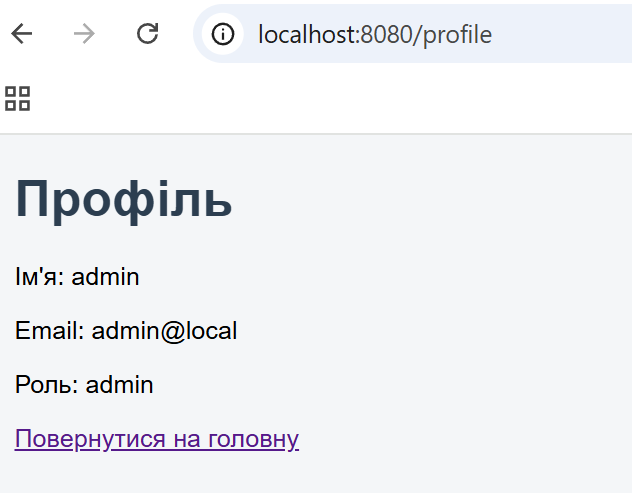 localhost:8080/profile
Профіль
Ім'я: admin
Email: admin@local
Роль: admin
Повернутися на головну